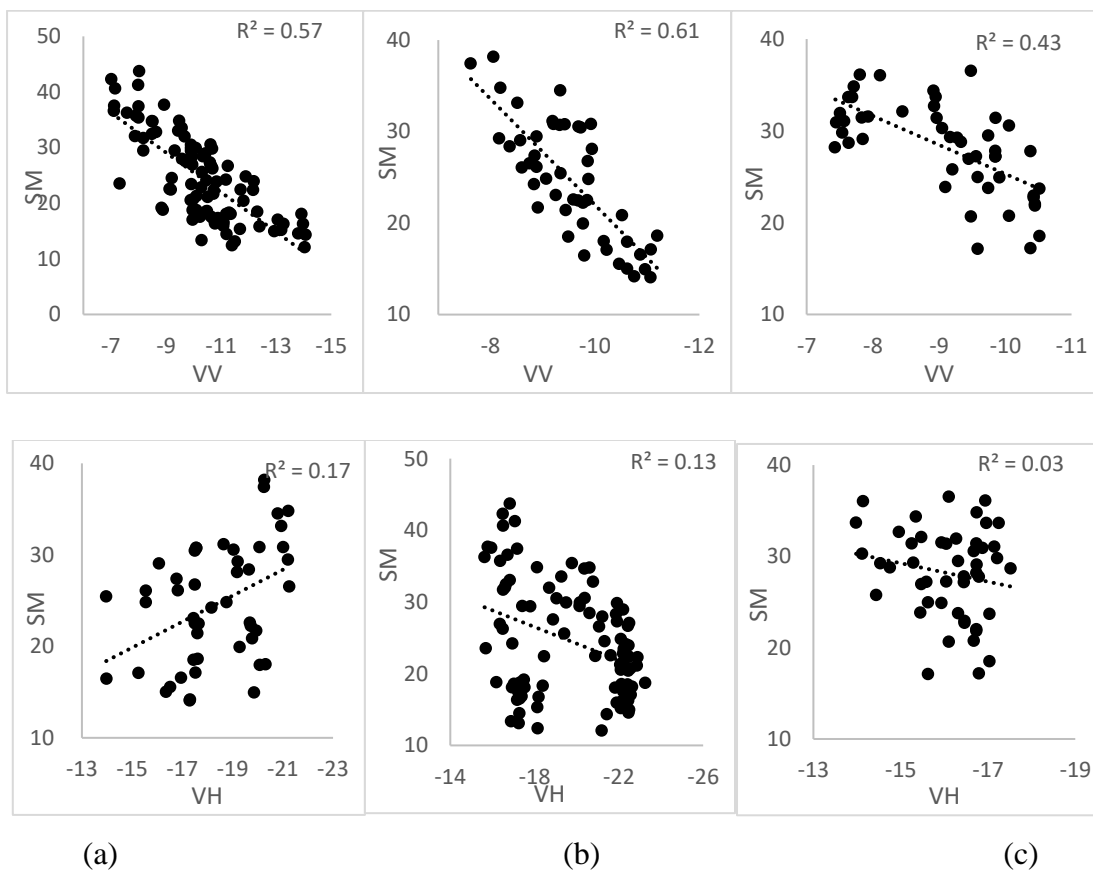 R² = 0.57
50
40
30
20
10
0
SM
-7 -9 -11 -13 -15
VV
R² = 0.61
40
30
20
10
SM
-8 -10 -12
VV
R² = 0.43
40
30
20
10
SM
-7 -8 -9 -10 -11
VV
R² = 0.17
40
30
20
10
SM
-13 -15 -17 -19 -21 -23
VH
R² = 0.13
50
40
30
20
10
SM
-14 -18 -22 -26
VH
R² = 0.03
40
30
20
10
SM
-13 -15 -17 -19
VH
(a) (b) (c)